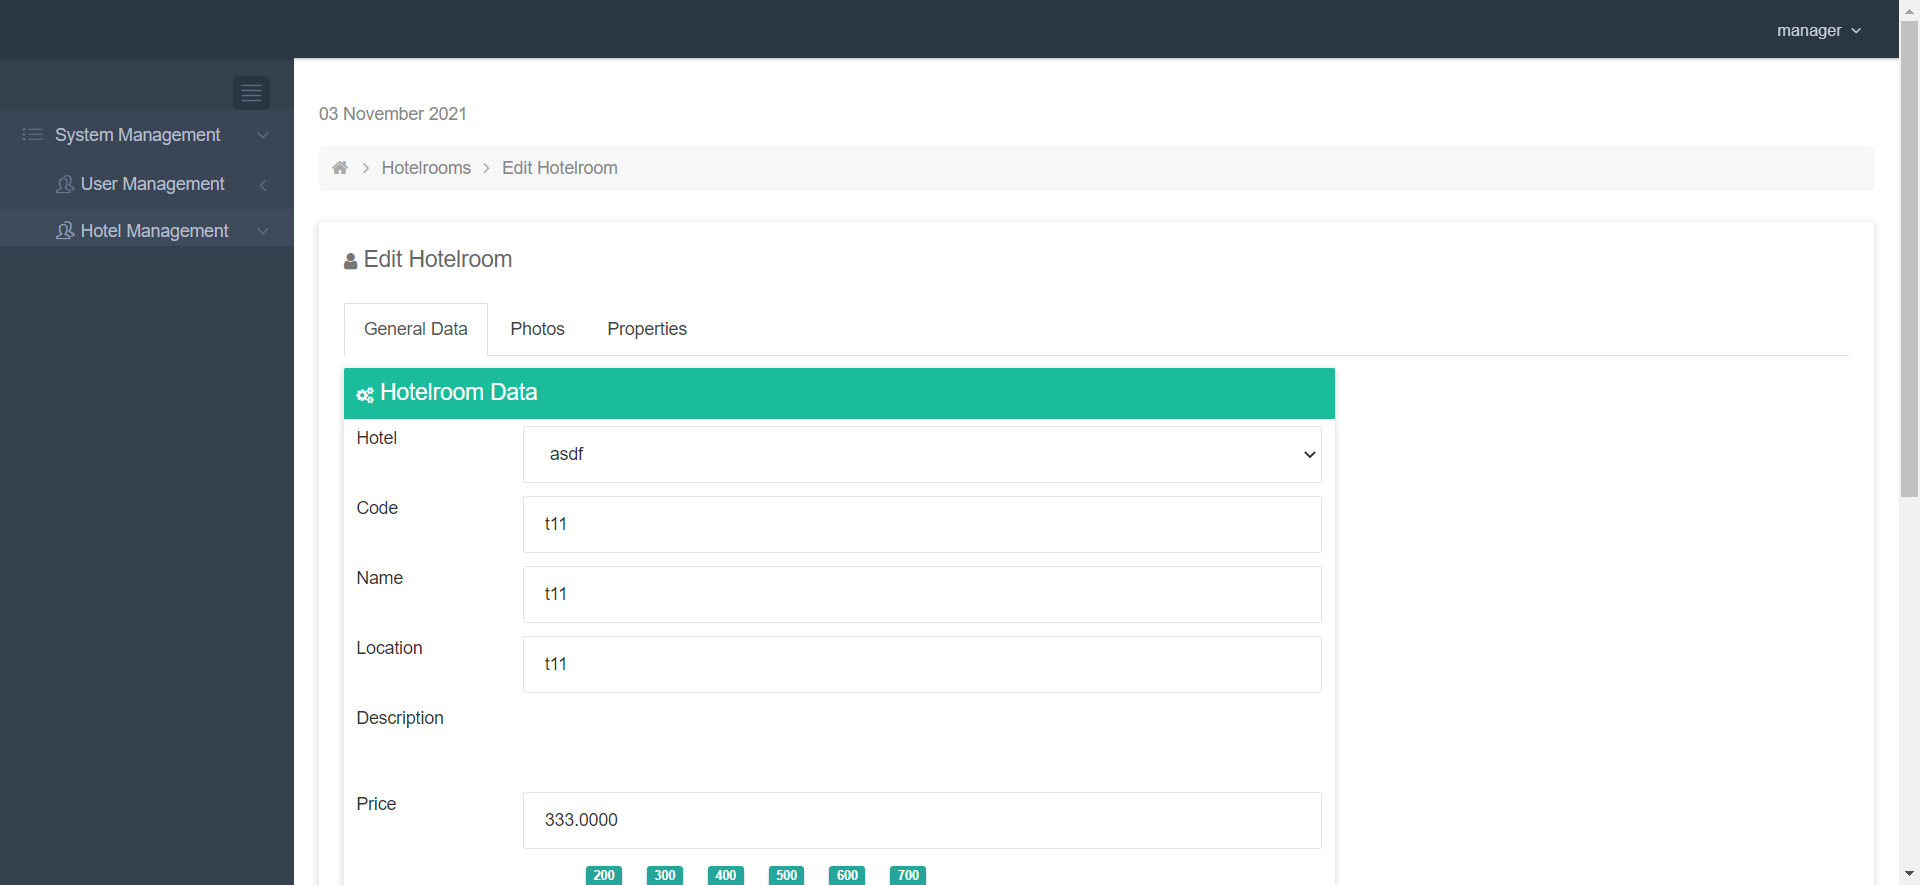 manager
System Management
User Management
Hotel Management
03 November 2021
Hotelrooms Edit Hotelroom
Edit Hotelroom
General Data Photos Properties
Hotelroom Data
Hotel asdf
Code t11
Name t11
Location t11
Description
Price 333.0000
200 300 400 500 600 700